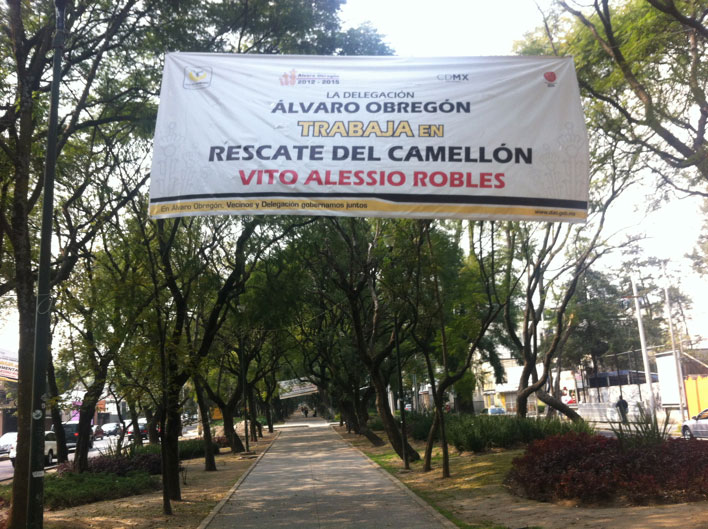 Álvaro Obregón
2012 - 2015
CDMX
LA DELEGACIÓN
ÁLVARO OBREGÓN
TRABAJA EN
RESCATE DEL CAMELLÓN
VITO ALESSIO ROBLES
En Álvaro Obregón, Vecinos y Delegación gobernamos juntos